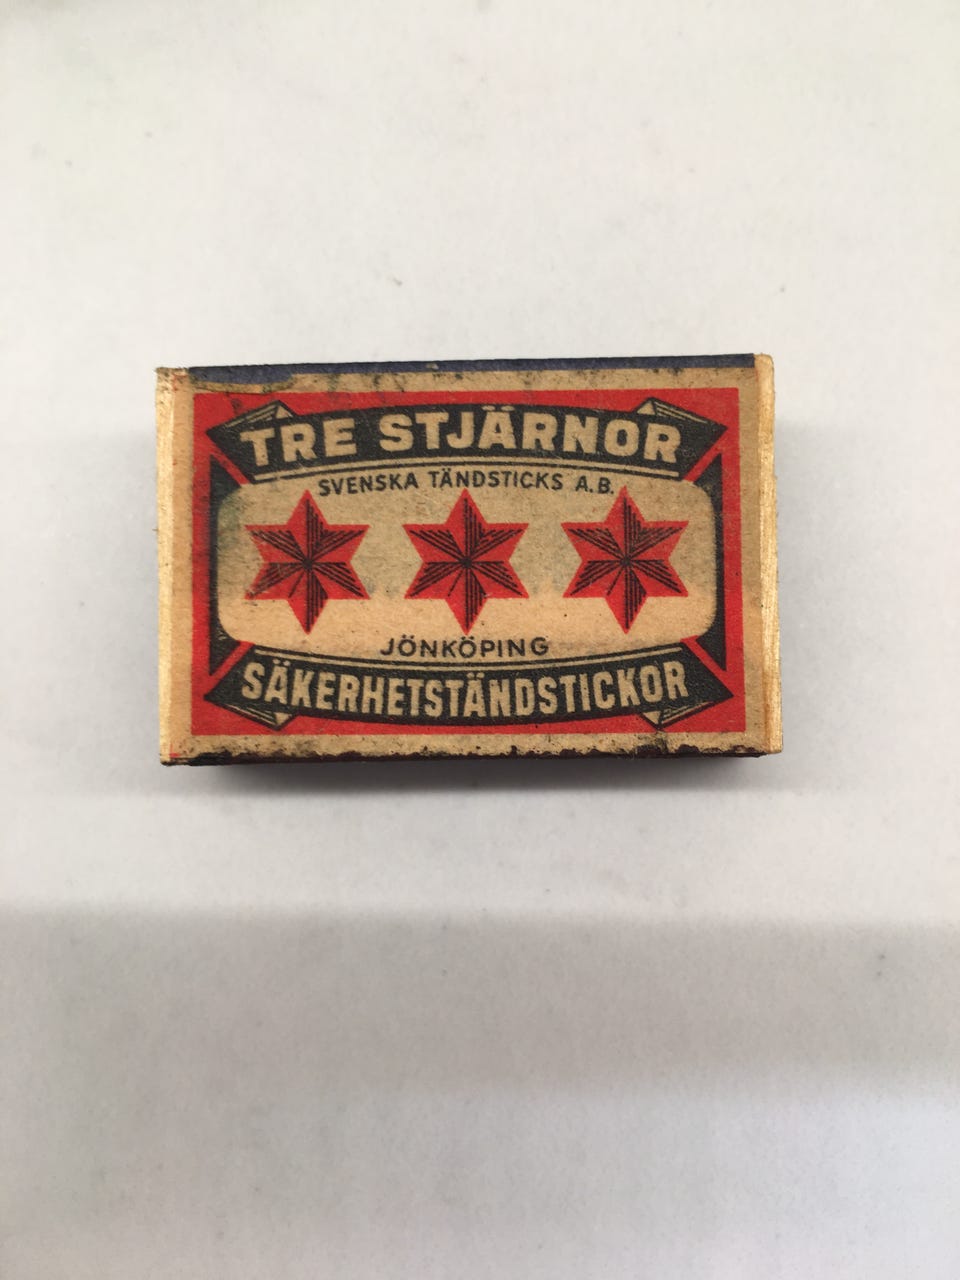 TRE STJÄRNOR
SVENSKA TÄNDSTICKS A.B.
JÖNKÖPING
SÄKERHETSTÄNDSTICKOR